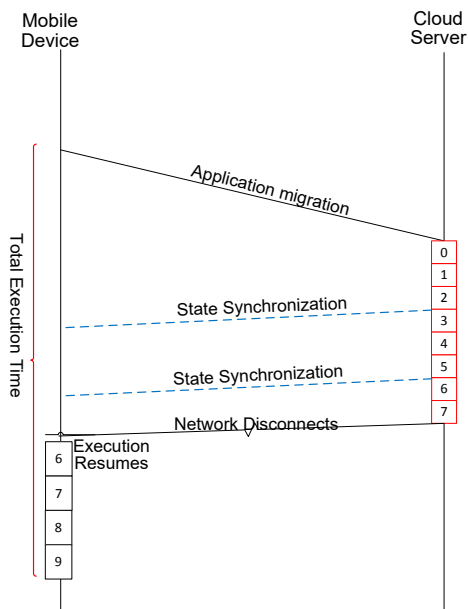 Mobile
Device
Cloud
Server
Application migration
0
1
2
State Synchronization
3
4
5
State Synchronization
6
7
Network Disconnects
Execution
Resumes
6
7
8
9
Total Execution Time